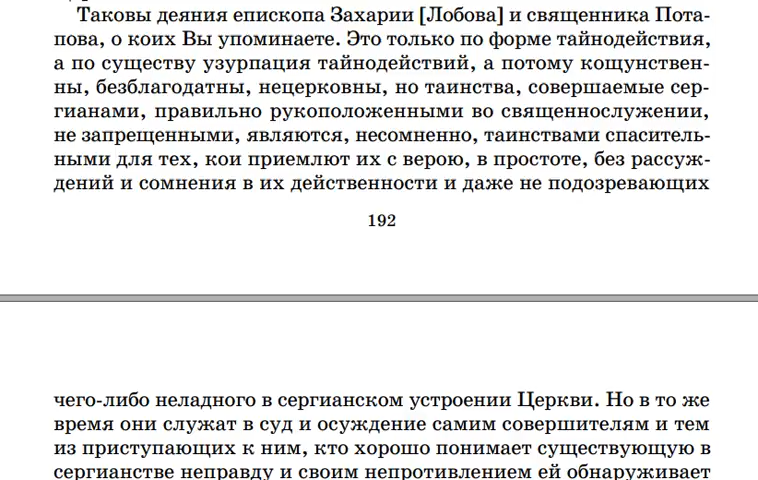 Таковы деяния епископа Захарии [Лобова] и священника Пота-
пова, о коих Вы упоминаете. Это только по форме тайнодействия,
а по существу узурпация тайнодействий, а потому кощунствен-
ны, безблагодатны, нецерковны, но таинства, совершаемые сер-
гианами, правильно рукоположенными во священнослужении,
не запрещенными, являются, несомненно, таинствами спаситель-
ными для тех, кои приемлют их с верою, в простоте, без рассуж-
дений и сомнения в их действенности и даже не подозревающих
192
чего-либо неладного в сергианском устроении Церкви. Но в то же
время они служат в суд и осуждение самим совершителям и тем
из приступающих к ним, кто хорошо понимает существующую в
сергианстве неправду и своим непротивлением ей обнаруживает